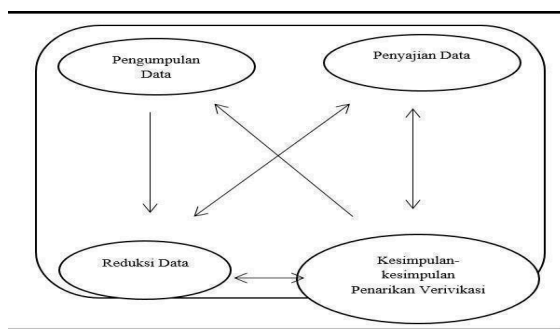 Pengumpulan
Data
Penyajian Data
Reduksi Data
Kesimpulan-
kesimpulan
Penarikan Verivikasi